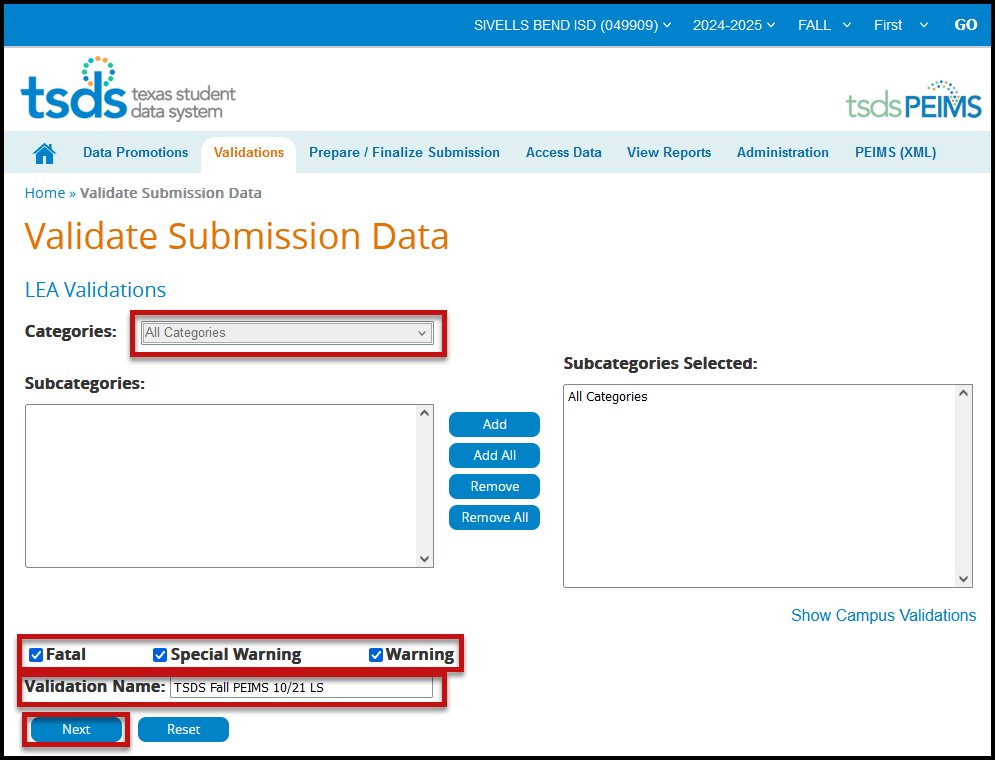 SIVELLS BEND ISD (049909) 2024-2025 FALL First GO
tsds texas student
data system
tsdsPEIMS
Data Promotions Validations Prepare / Finalize Submission Access Data View Reports Administration PEIMS (XML)
Home » Validate Submission Data
Validate Submission Data
LEA Validations
Categories: All Categories
Subcategories Selected:
Subcategories:
All Categories
Add
Add All
Remove
Remove All
Show Campus Validations
Fatal Special Warning Warning
Validation Name: TSDS Fall PEIMS 10/21 LS
Next Reset